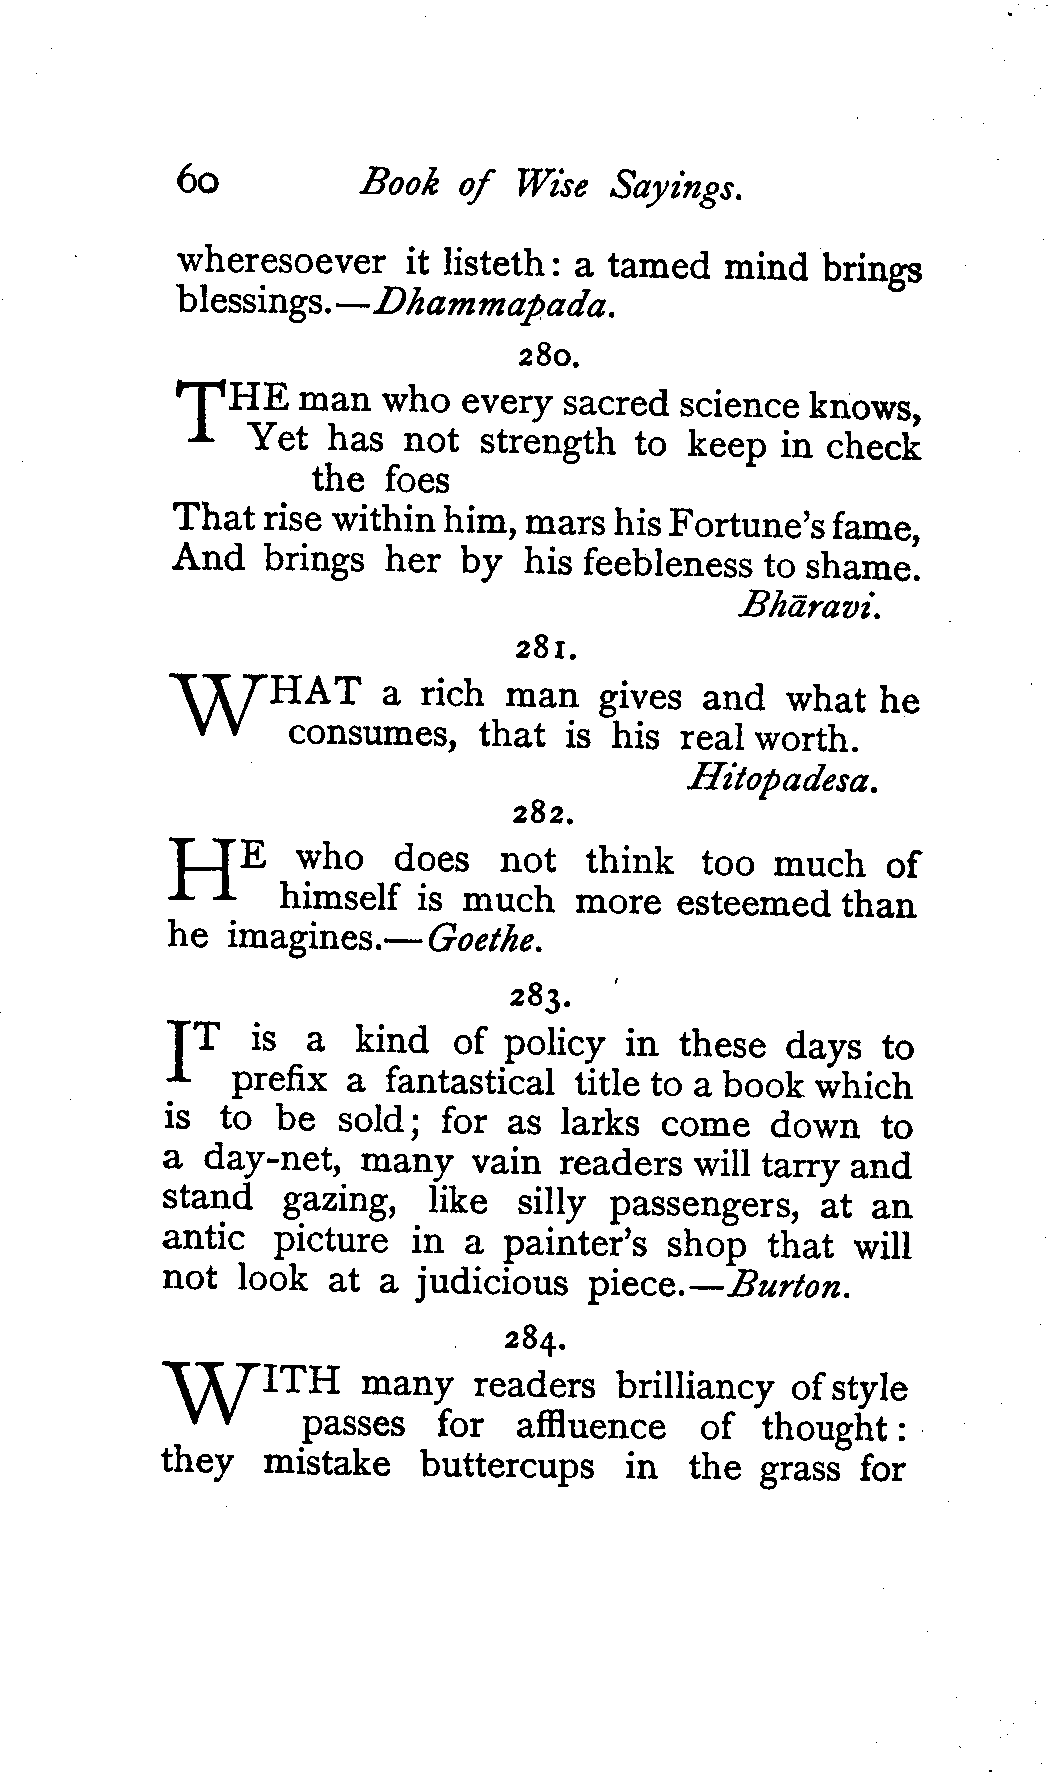 60 Book of Wise Sayings.
wheresoever it listeth: a tamed mind brings
blessings.—Dhammapada.
280.
THE man who every sacred science knows,
Yet has not strength to keep in check
the foes
That rise within him, mars his Fortune's fame,
And brings her by his feebleness to shame.
Bhāravi.
281.
WHAT a rich man gives and what he
consumes, that is his real worth.
Hitopadesa.
282.
HE who does not think too much of
himself is much more esteemed than
he imagines.—Goethe.
283.
IT is a kind of policy in these days to
prefix a fantastical title to a book which
is to be sold; for as larks come down to
a day-net, many vain readers will tarry and
stand gazing, like silly passengers, at an
antic picture in a painter's shop that will
not look at a judicious piece.—Burton.
284.
WITH many readers brilliancy of style
passes for affluence of thought:
they mistake buttercups in the grass for